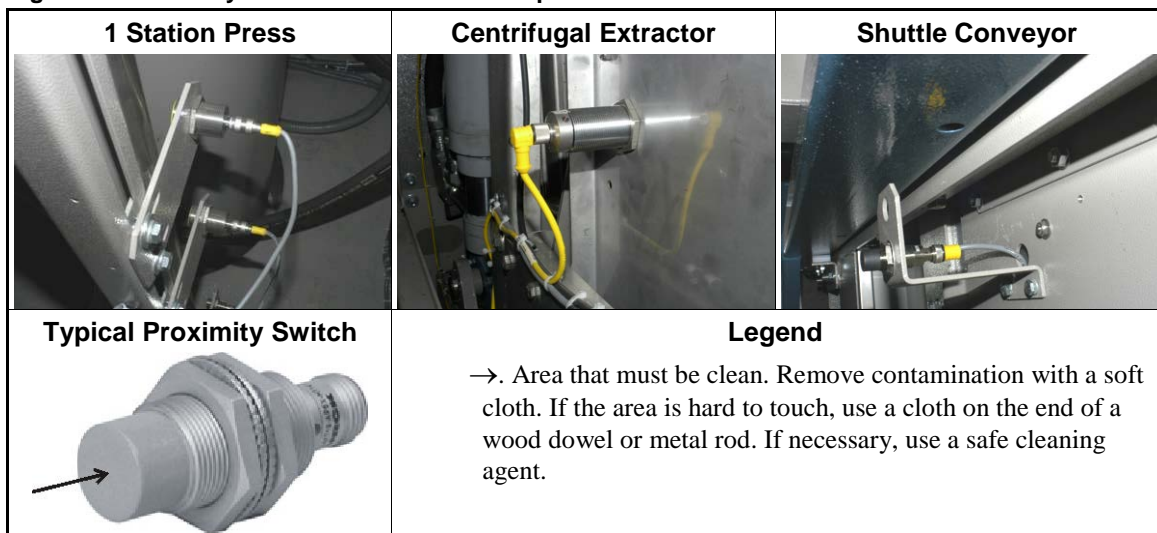 1 Station Press
Centrifugal Extractor
Shuttle Conveyor
Typical Proximity Switch
Legend
→. Area that must be clean. Remove contamination with a soft
cloth. If the area is hard to touch, use a cloth on the end of a
wood dowel or metal rod. If necessary, use a safe cleaning
agent.